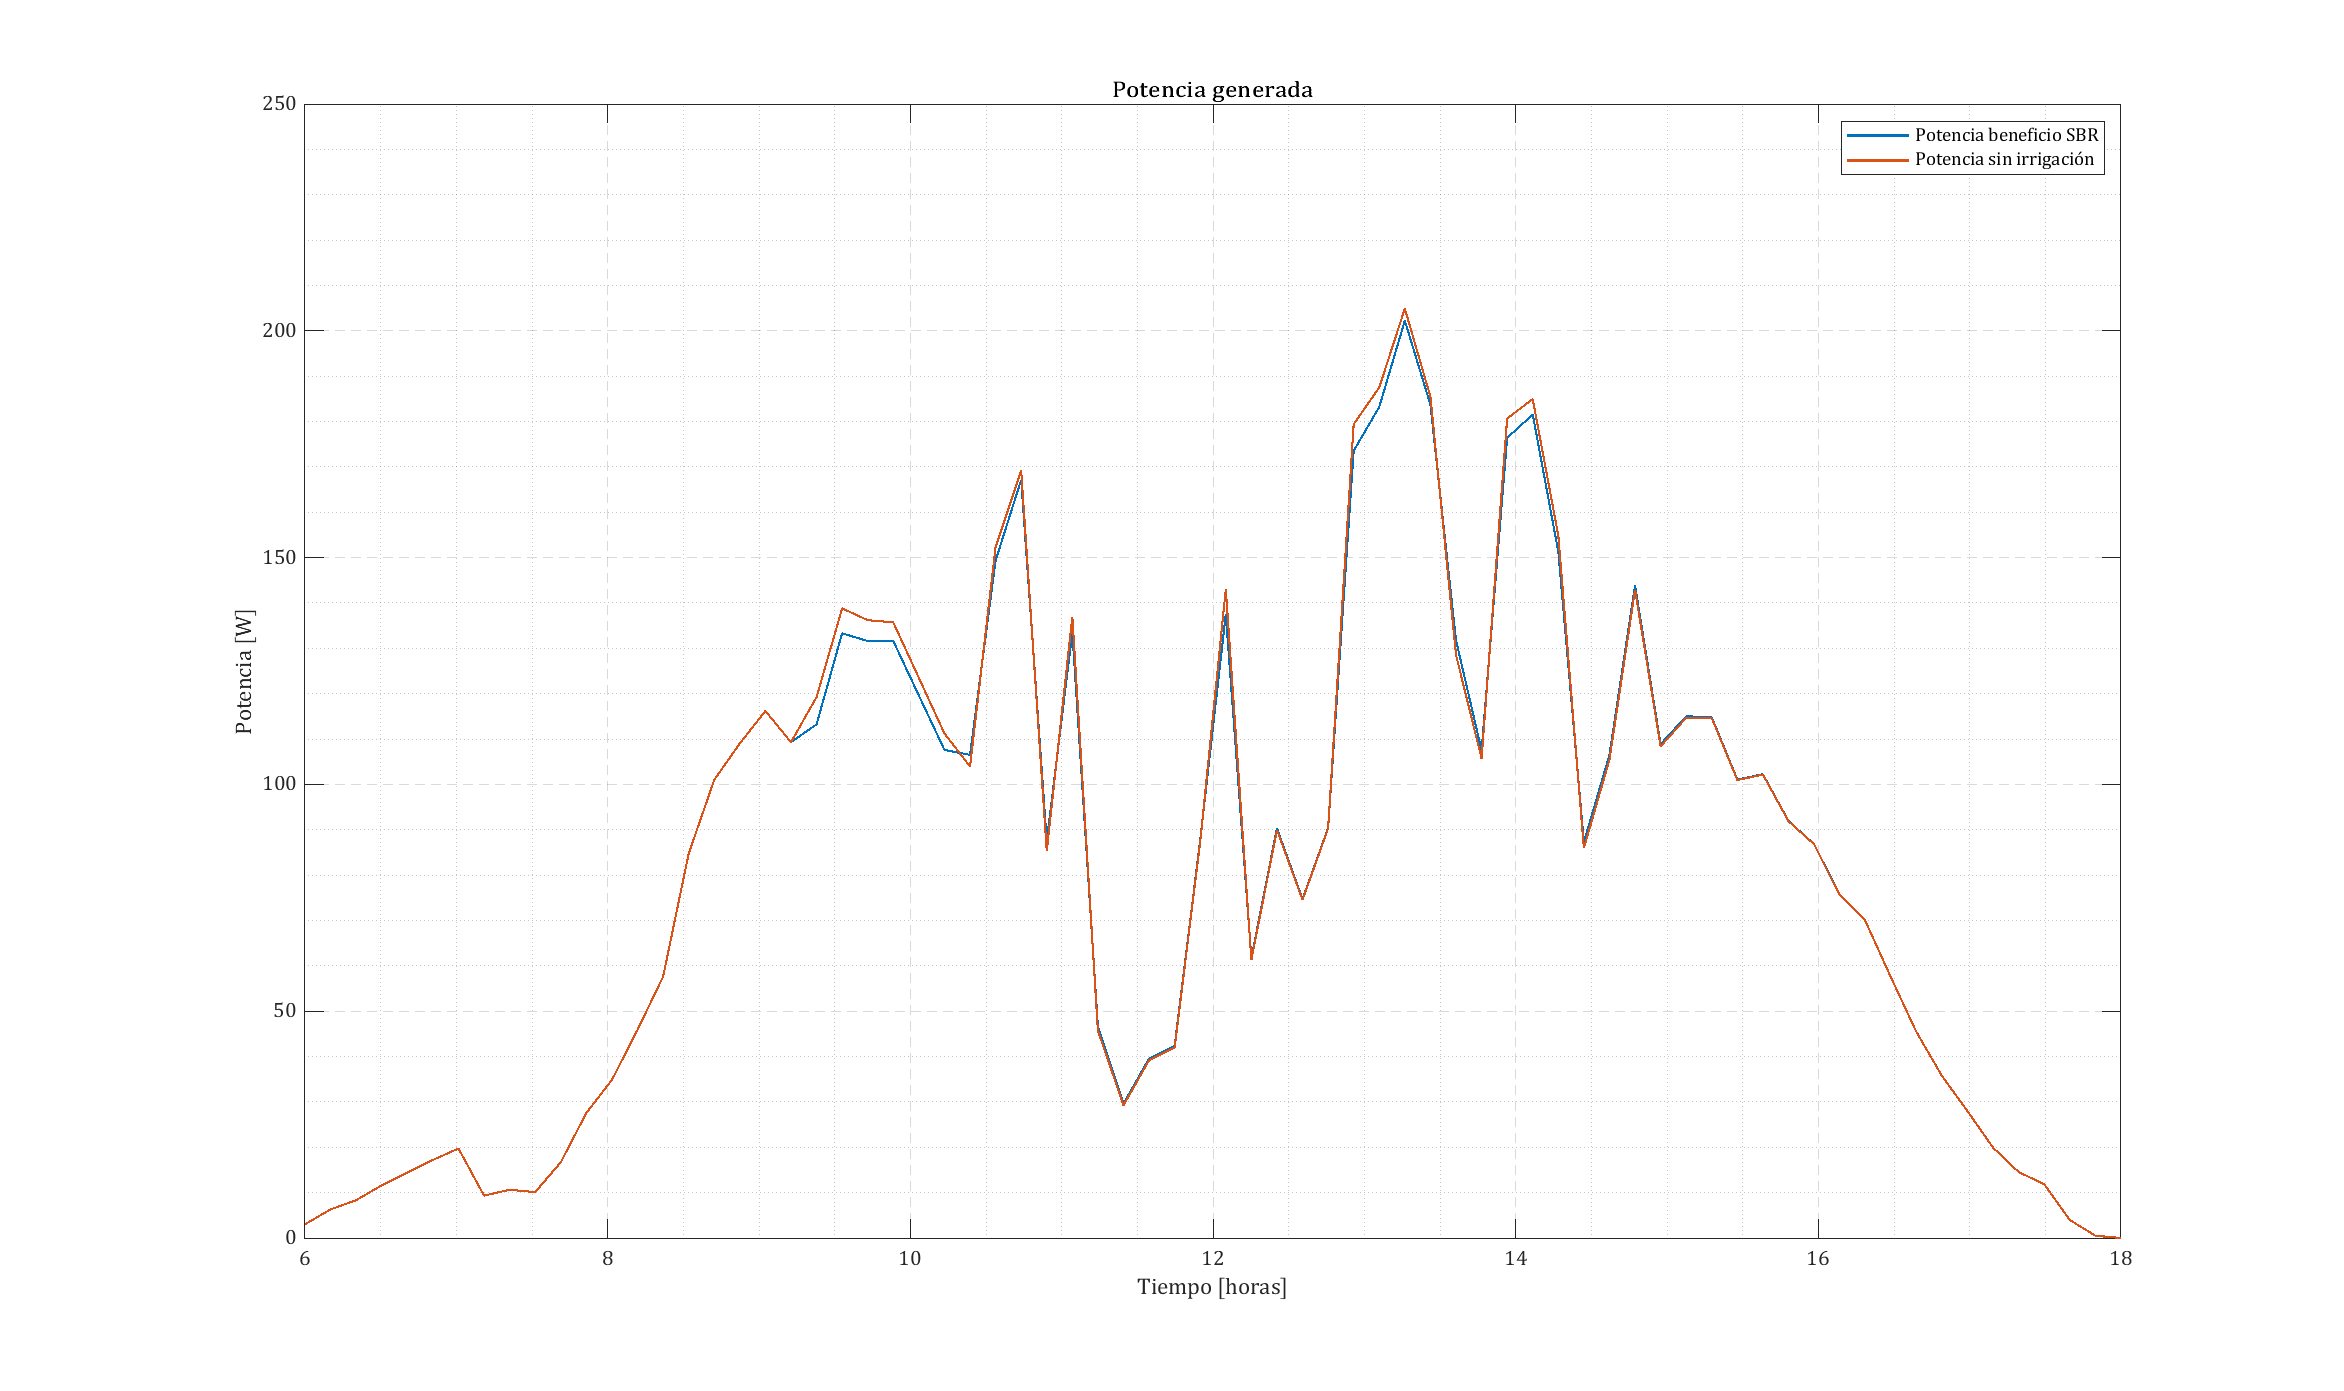 Potencia generada
250
200
150
100
50
0
Potencia [W]
Potencia beneficio SBR
Potencia sin irrigación
6 8 10 12 14 16 18
Tiempo [horas]